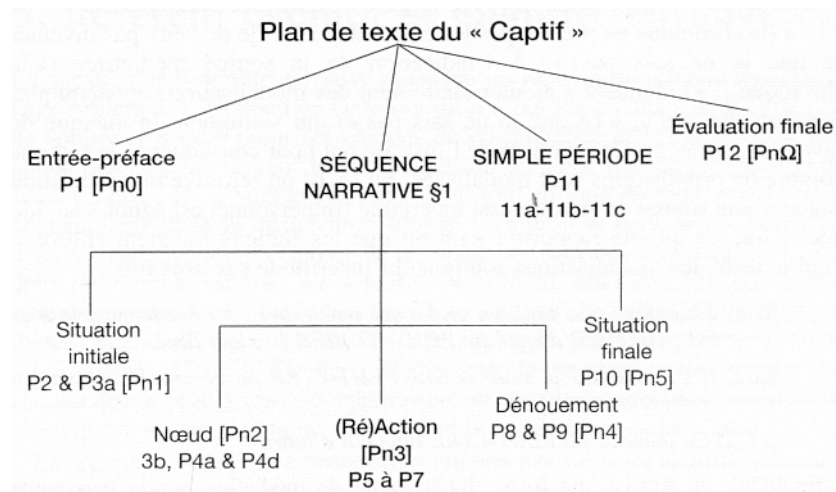 Plan de texte du « Captif »
Entrée-préface
P1 [Pn0]
SÉQUENCE
NARRATIVE §1
SIMPLE PÉRIODE
P11
11a-11b-11c
Évaluation finale
P12 [PnΩ]
Situation
initiale
P2 & P3a [Pn1]
Nœud [Pn2]
3b, P4a & P4d
(Ré)Action
[Pn3]
P5 à P7
Dénouement
P8 & P9 [Pn4]
Situation
finale
P10 [Pn5]